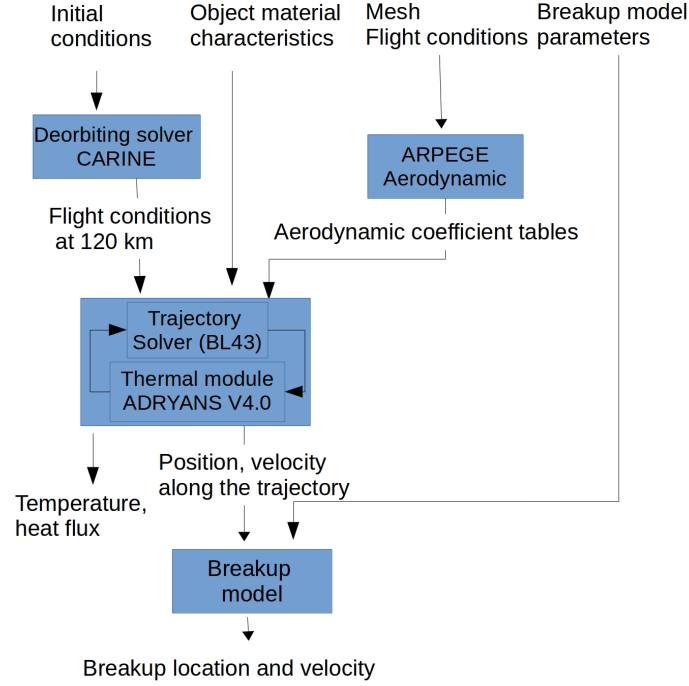 Initial
conditions
Object material
characteristics
Mesh
Flight conditions
Breakup model
parameters
Deorbiting solver
CARINE
ARPEGE
Aerodynamic
Flight conditions
at 120 km
Aerodynamic coefficient tables
Trajectory
Solver (BL43)
Thermal module
ADRYANS V4.0
Position, velocity
along the trajectory
Temperature,
heat flux
Breakup
model
Breakup location and velocity